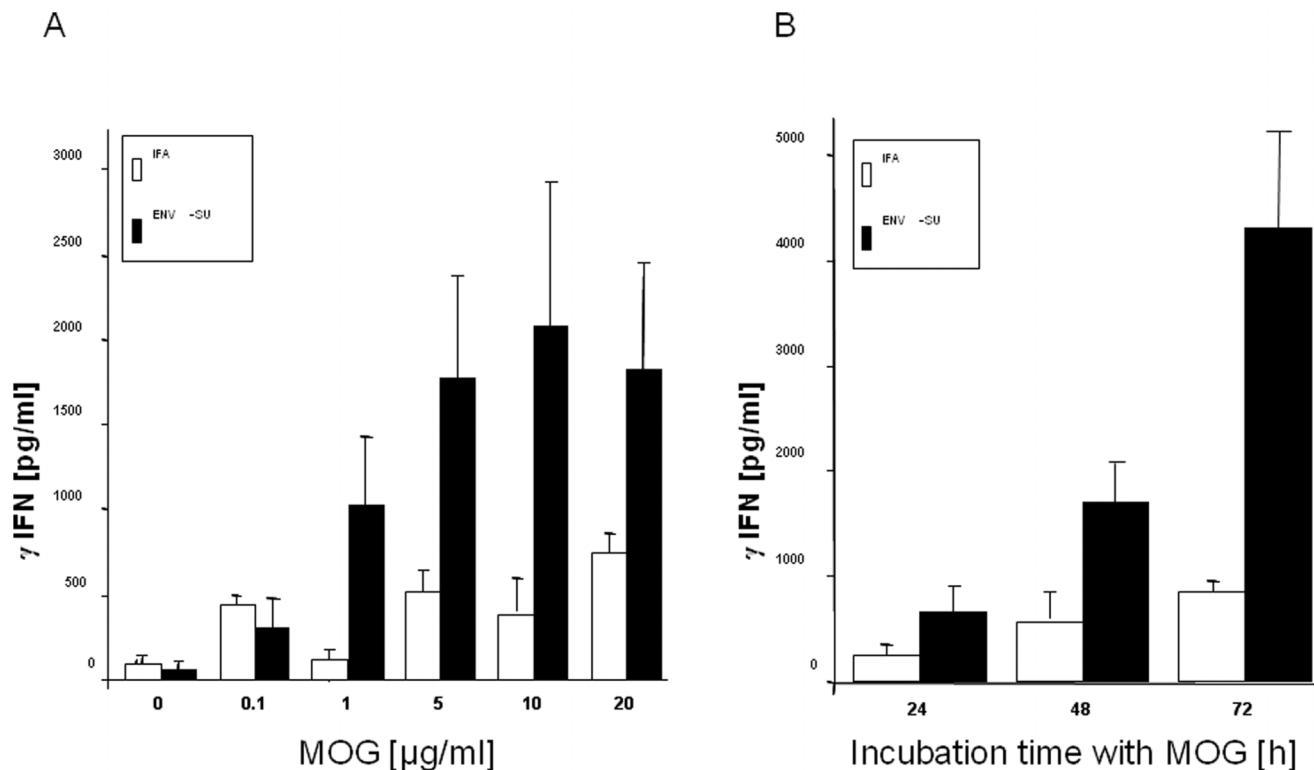 A
3000
2500
2000
1500
1000
500
0
γ IFN [pg/ml]
IFA
ENV -SU
0 0.1 1 5 10 20
MOG [µg/ml]
B
5000
4000
3000
2000
1000
0
γ IFN [pg/ml]
IFA
ENV -SU
24 48 72
Incubation time with MOG [h]